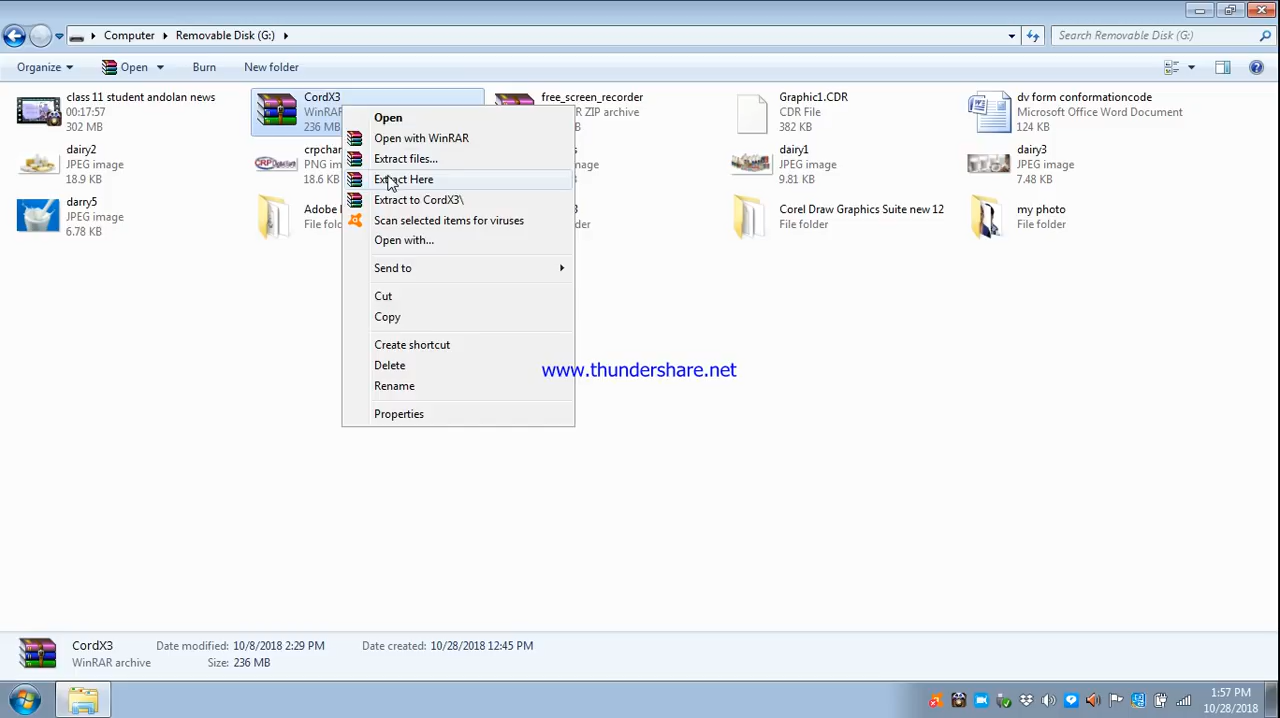 Computer
Removable Disk (G:)
Search Removable Disk (G:)
Organize
Open
Burn
New folder
class 11 student andolan news
00:17:57
302 MB
CordX3
WinRAR
236 MB
free_screen_recorder
ZIP archive
Graphic1.CDR
CDR File
382 KB
dv form conformationcode
Microsoft Office Word Document
124 KB
dairy2
JPEG image
18.9 KB
crpchar
PNG im
18.6 KB
image
dairy1
JPEG image
9.81 KB
dairy3
JPEG image
7.48 KB
darry5
JPEG image
6.78 KB
Adobe
File fold
Corel Draw Graphics Suite new 12
File folder
my photo
File folder
Open
Open with WinRAR
Extract files...
Extract Here
Extract to CordX3\
Scan selected items for viruses
Open with...
Send to
Cut
Copy
Create shortcut
Delete
Rename
Properties
www.thundershare.net
CordX3
WinRAR archive
Date modified: 10/8/2018 2:29 PM
Size: 236 MB
Date created: 10/28/2018 12:45 PM
1:57 PM
10/28/2018